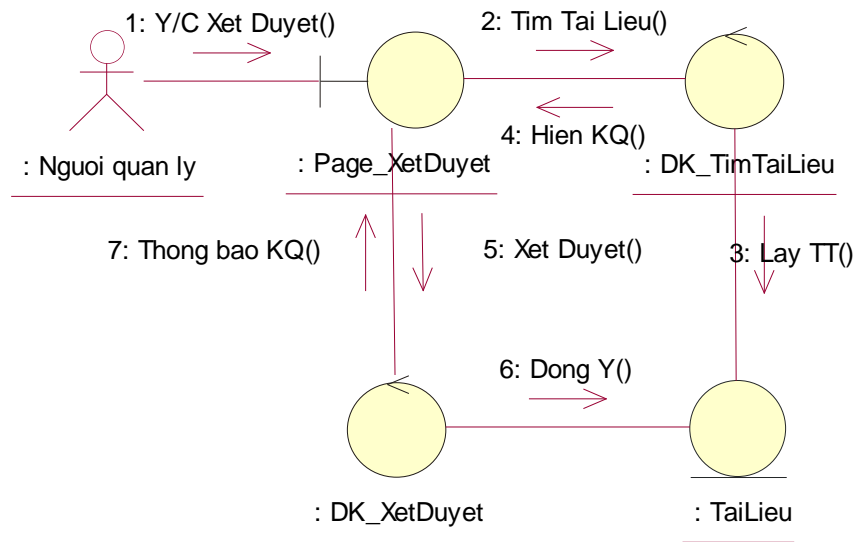 1: Y/C Xet Duyet()
2: Tim Tai Lieu()
4: Hien KQ()
: Nguoi quan ly
: Page_XetDuyet
: DK_TimTaiLieu
7: Thong bao KQ()
5: Xet Duyet()
3: Lay TT()
6: Dong Y()
: DK_XetDuyet
: TaiLieu